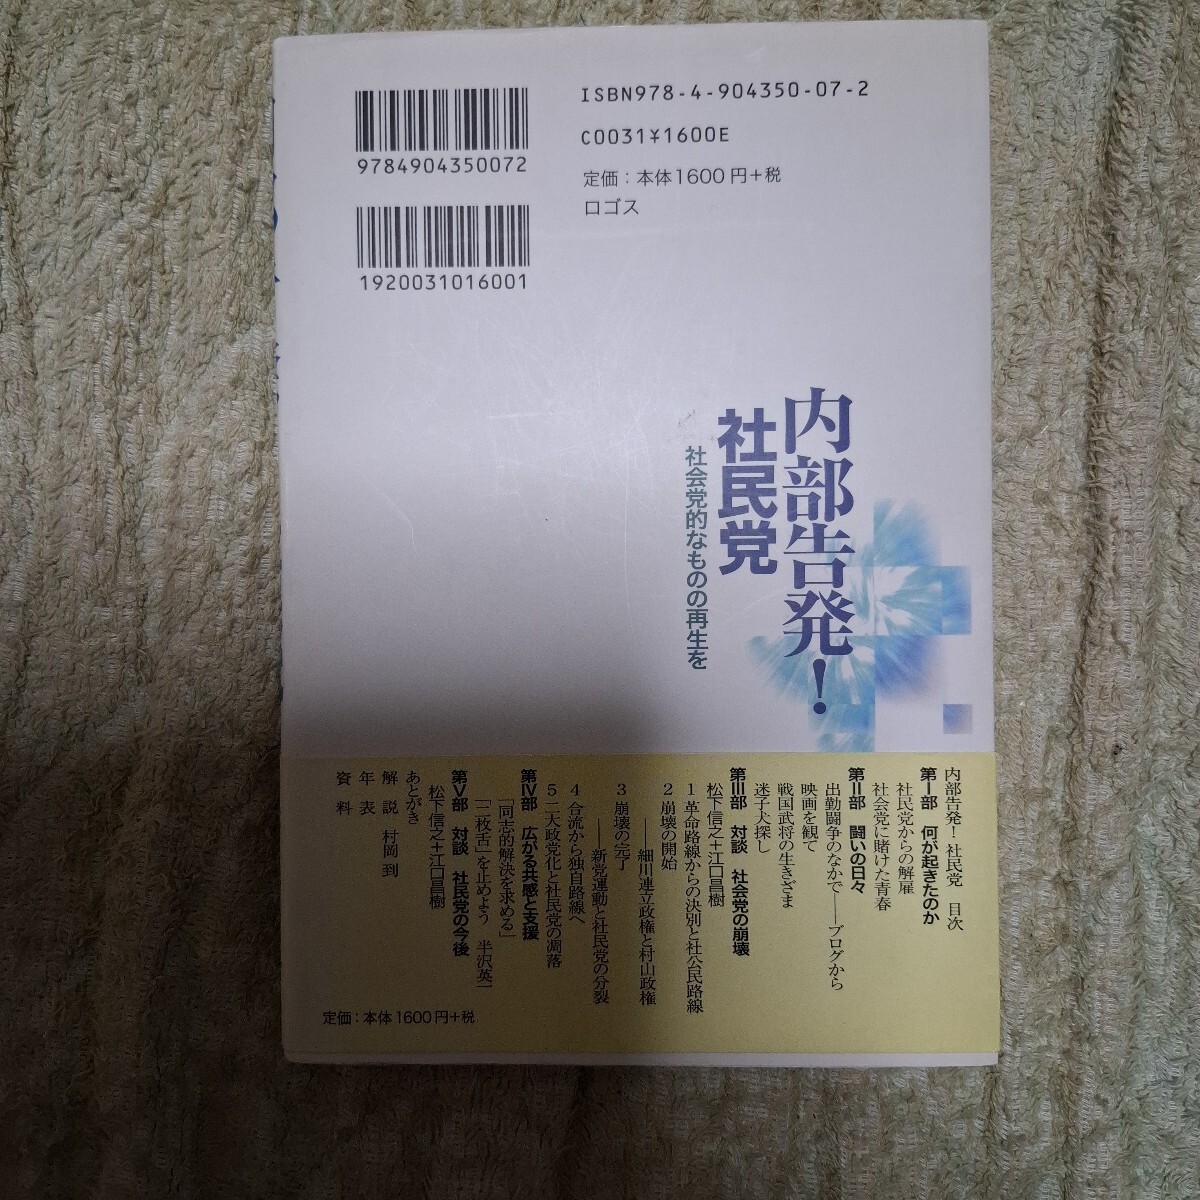 ISBN978-4-904350-07-2
C0031¥1600E
定価：本体1600円+税
ロゴス
9784904350072
1920031016001
内部告発！
社民党
社会党的なものの再生を
内部告発！社民党　目次
第Ⅰ部　何が起きたのか
社民党からの解雇
社会党に賭けた青春
第Ⅱ部　闘いの日々
出勤闘争のなかで――ブログから
映画を観て
戦国武将の生きざま
迷子犬探し
第Ⅲ部　対談　社会党の崩壊
松下信之+江口昌樹
1 革命路線からの決別と社公民路線
2 崩壊の開始
――細川連立政権と村山政権
3 崩壊の完了
――新党運動と社民党の分裂
4 合流から独自路線へ
5 二大政党化と社民党の凋落
第Ⅳ部　広がる共感と支援
「同志的解決を求める」
「二枚舌」を止めよう　半沢英一
第Ⅴ部　対談　社民党の今後
松下信之+江口昌樹
あとがき
解説　村岡到
年表
資料
定価：本体1600円+税